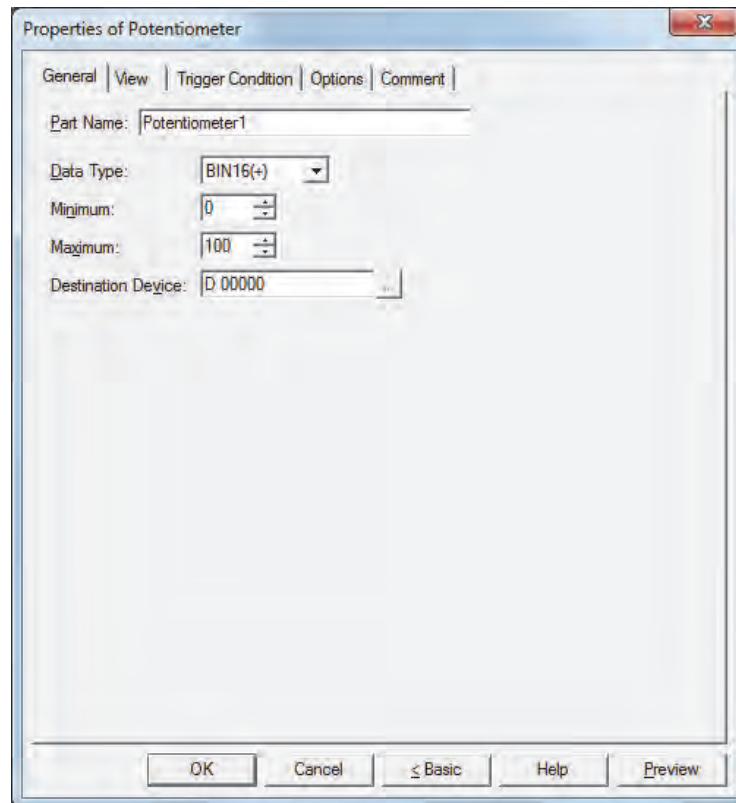 Properties of Potentiometer
General View Trigger Condition Options Comment
Part Name: Potentiometer1
Data Type: BIN16(+)
Minimum: 0
Maximum: 100
Destination Device: D 00000 ...
OK Cancel < Basic Help Preview